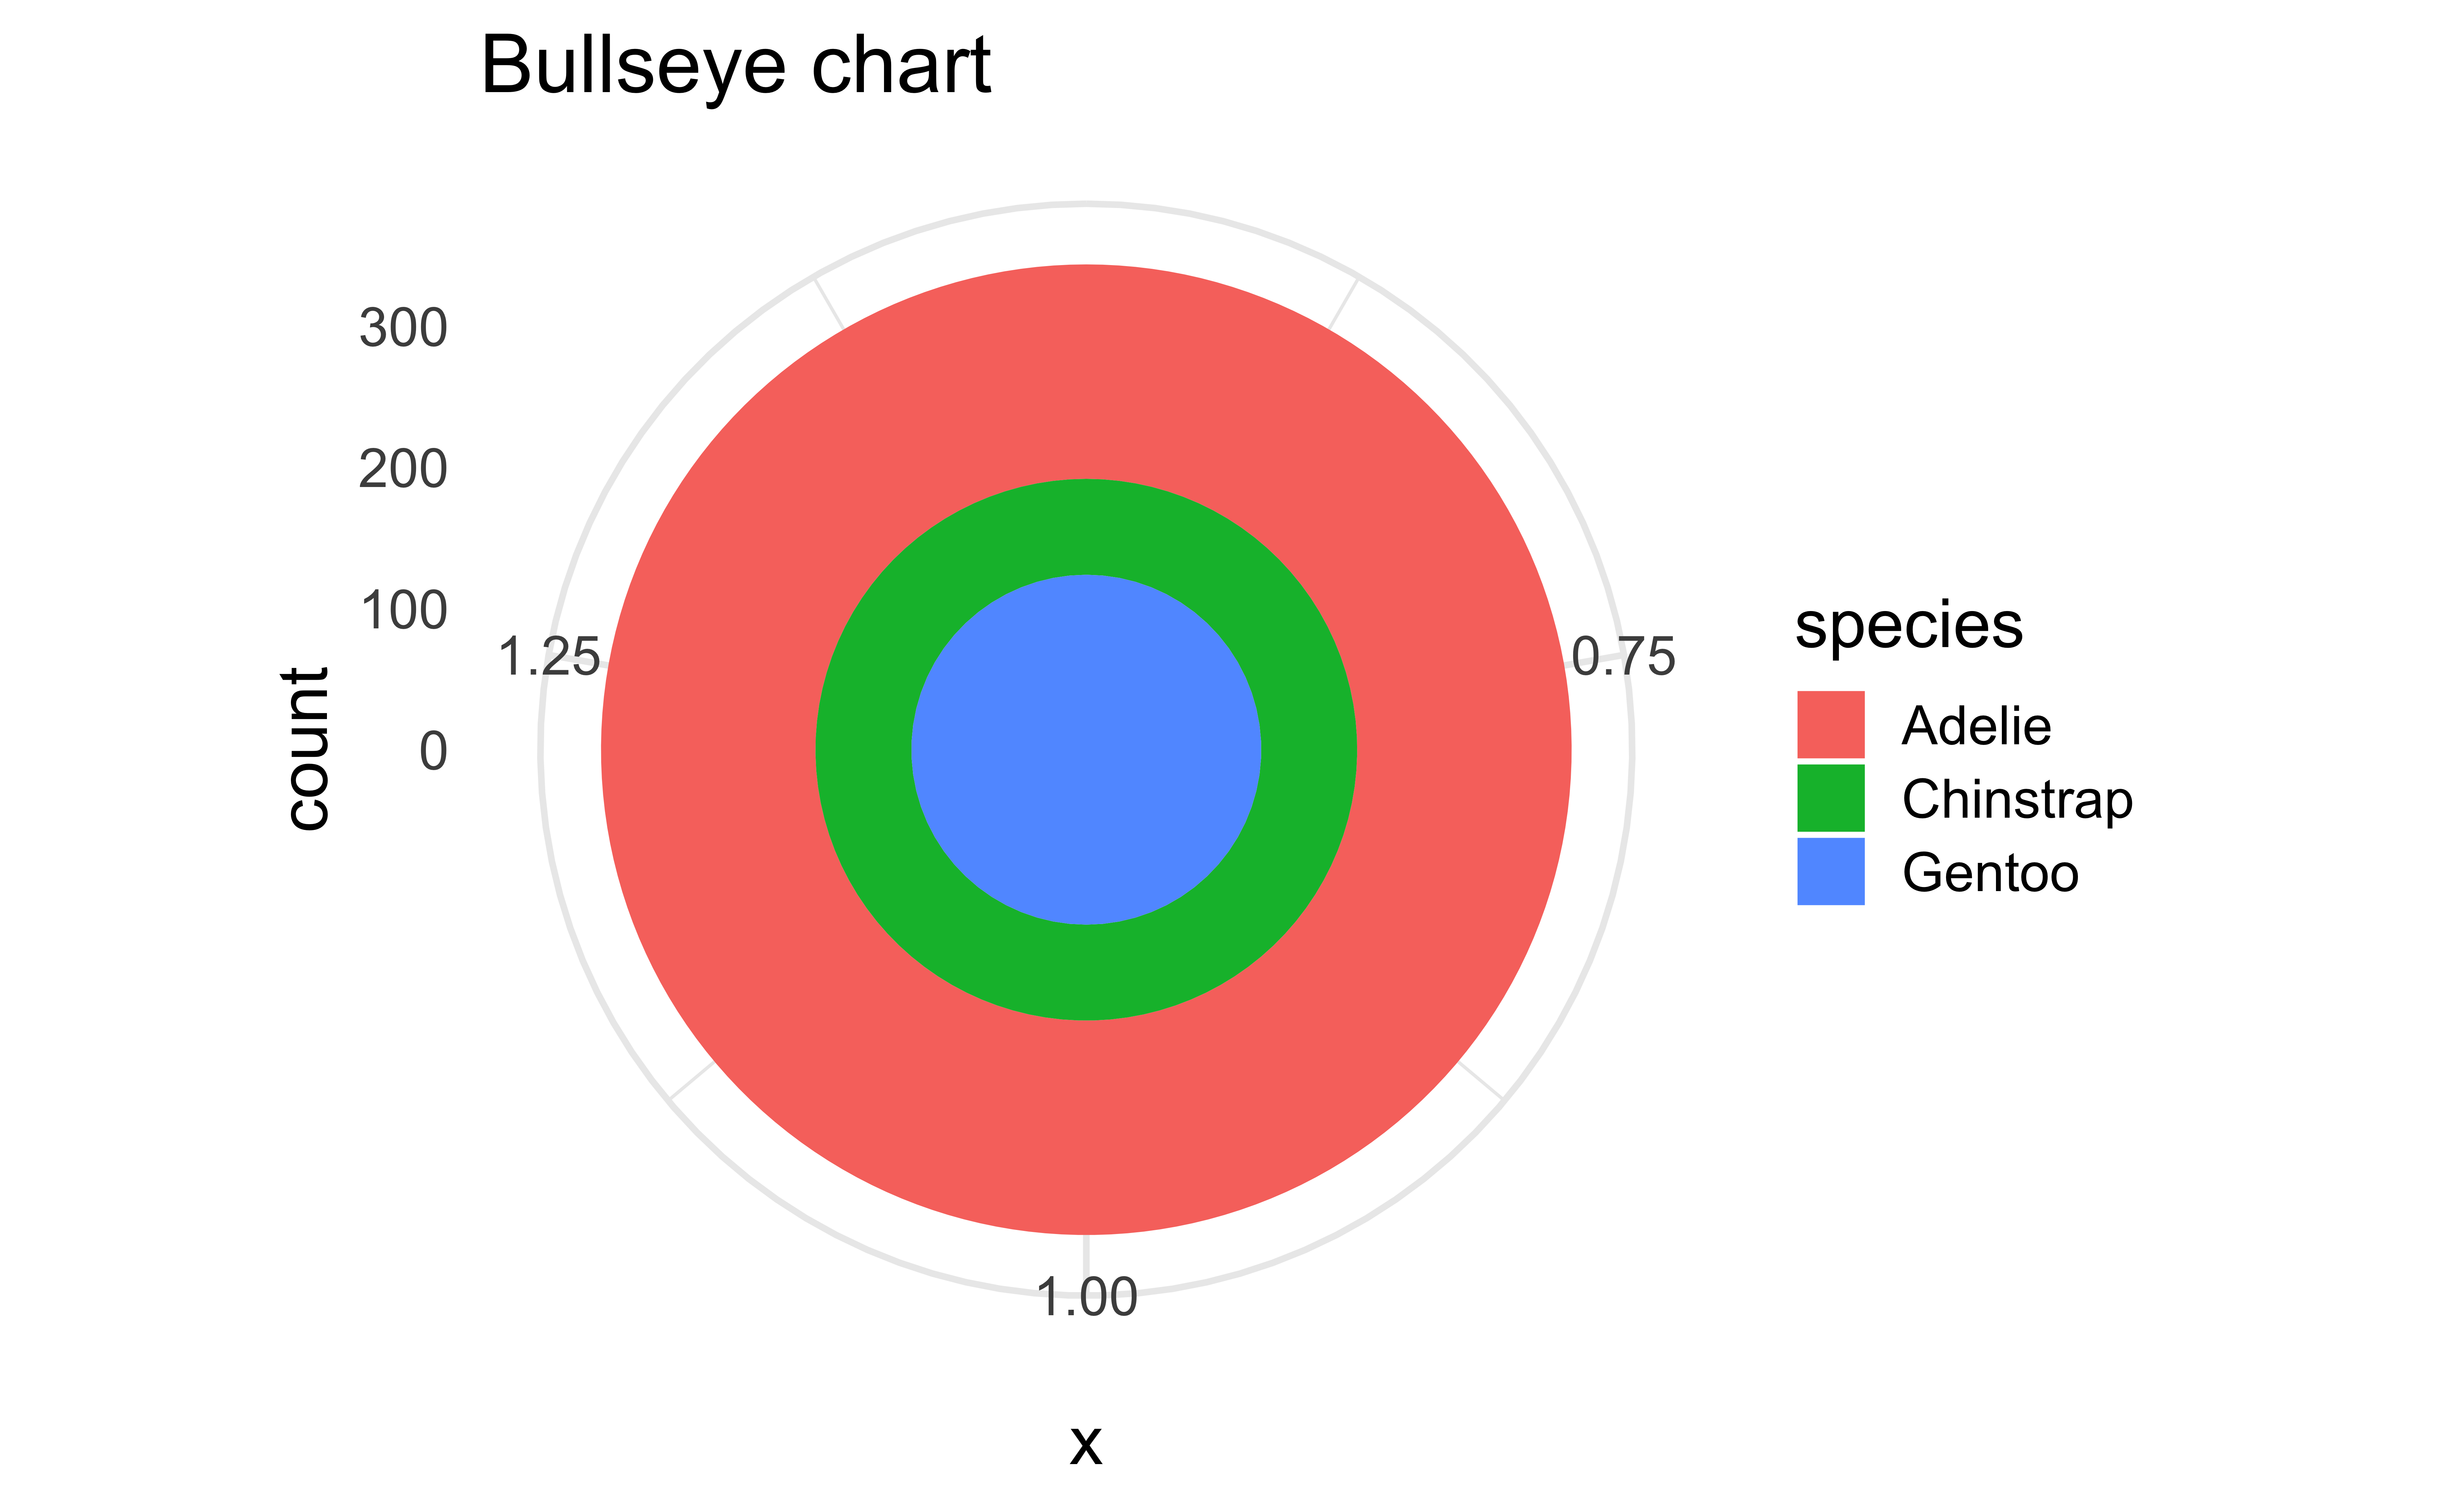 Bullseye chart
300
200
100
0
count
1.25
0.75
1.00
x
species
Adelie
Chinstrap
Gentoo